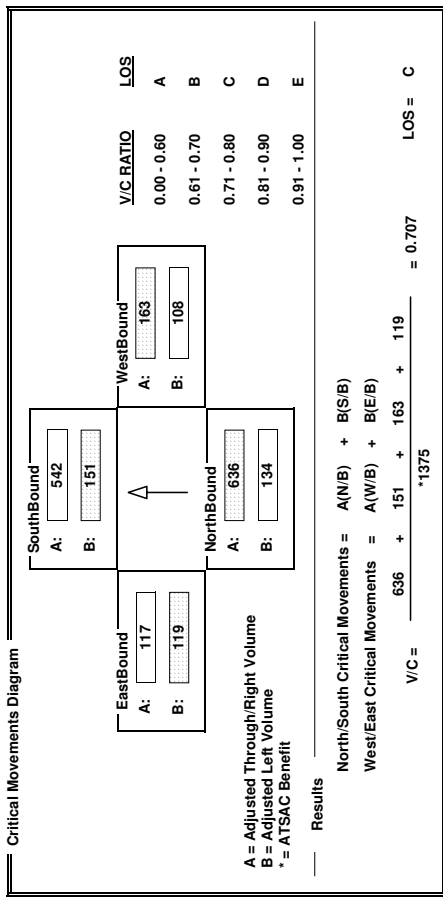 Critical Movements Diagram
SouthBound
A: 542
B: 151
EastBound
A: 117
B: 119
WestBound
A: 163
B: 108
NorthBound
A: 636
B: 134
V/C RATIO LOS
0.00 - 0.60 A
0.61 - 0.70 B
0.71 - 0.80 C
0.81 - 0.90 D
0.91 - 1.00 E
A = Adjusted Through/Right Volume
B = Adjusted Left Volume
* = ATSAC Benefit
Results
North/South Critical Movements = A(N/B) + B(S/B)
West/East Critical Movements = A(W/B) + B(E/B)
V/C = 636 + 151 + 163 + 119 = 0.707 LOS = C
*1375